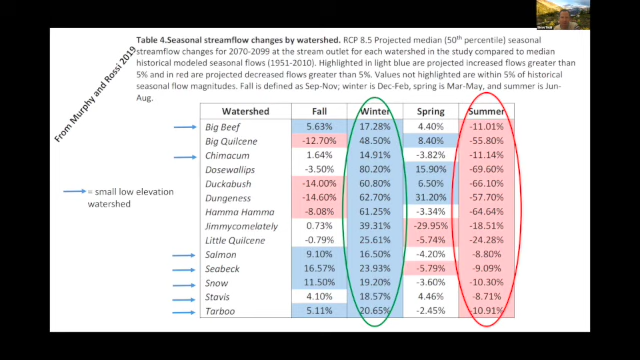 Table 4.Seasonal streamflow changes by watershed. RCP 8.5 Projected median (50th percentile) seasonal
streamflow changes for 2070-2099 at the stream outlet for each watershed in the study compared to median
historical modeled seasonal flows (1951-2010). Highlighted in light blue are projected increased flows greater than
5% and in red are projected decreased flows greater than 5%. Values not highlighted are within 5% of historical
seasonal flow magnitudes. Fall is defined as Sep-Nov; winter is Dec-Feb, spring is Mar-May, and summer is Jun-
Aug.
From Murphy and Rossi 2019
= small low elevation
watershed
Watershed Fall Winter Spring Summer
Big Beef 5.63% 17.28% 4.40% -11.01%
Big Quilcene -12.70% 48.50% 8.40% -55.80%
Chimacum 1.64% 14.91% -3.82% -11.14%
Dosewallips -3.50% 80.20% 15.90% -69.60%
Duckabush -14.00% 60.80% 6.50% -66.10%
Dungeness -14.60% 62.70% 31.20% -57.70%
Hamma Hamma -8.08% 61.25% -3.34% -64.64%
Jimmycomelately 0.73% 39.31% -29.95% -18.51%
Little Quilcene -0.79% 25.61% -5.74% -24.28%
Salmon 9.10% 16.50% -4.20% -8.80%
Seabeck 16.57% 23.93% -5.79% -9.09%
Snow 11.50% 19.20% -3.60% -10.30%
Stavis 4.10% 18.57% 4.46% -8.71%
Tarboo 5.11% 20.65% -2.45% -10.91%